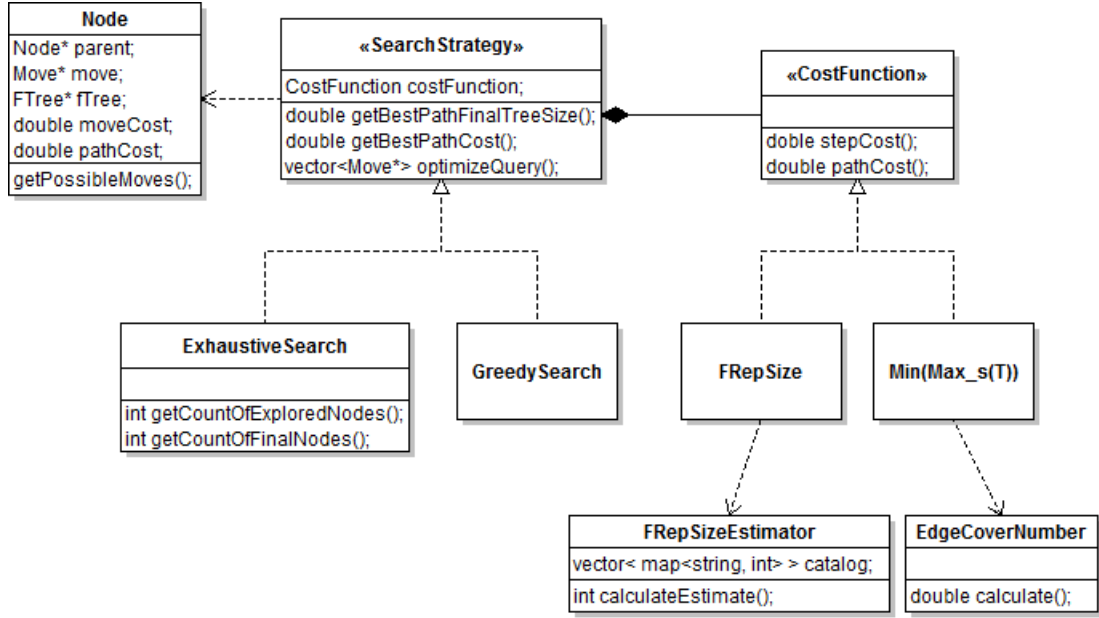 Node
Node* parent;
Move* move;
FTree* fTree;
double moveCost;
double pathCost;
getPossibleMoves();
«SearchStrategy»
CostFunction costFunction;
double getBestPathFinalTreeSize();
double getBestPathCost();
vector<Move*> optimizeQuery();
«CostFunction»
doble stepCost();
double pathCost();
ExhaustiveSearch
int getCountOfExploredNodes();
int getCountOfFinalNodes();
GreedySearch
FRepSize
Min(Max_s(T))
FRepSizeEstimator
vector< map<string, int> > catalog;
int calculateEstimate();
EdgeCoverNumber
double calculate();